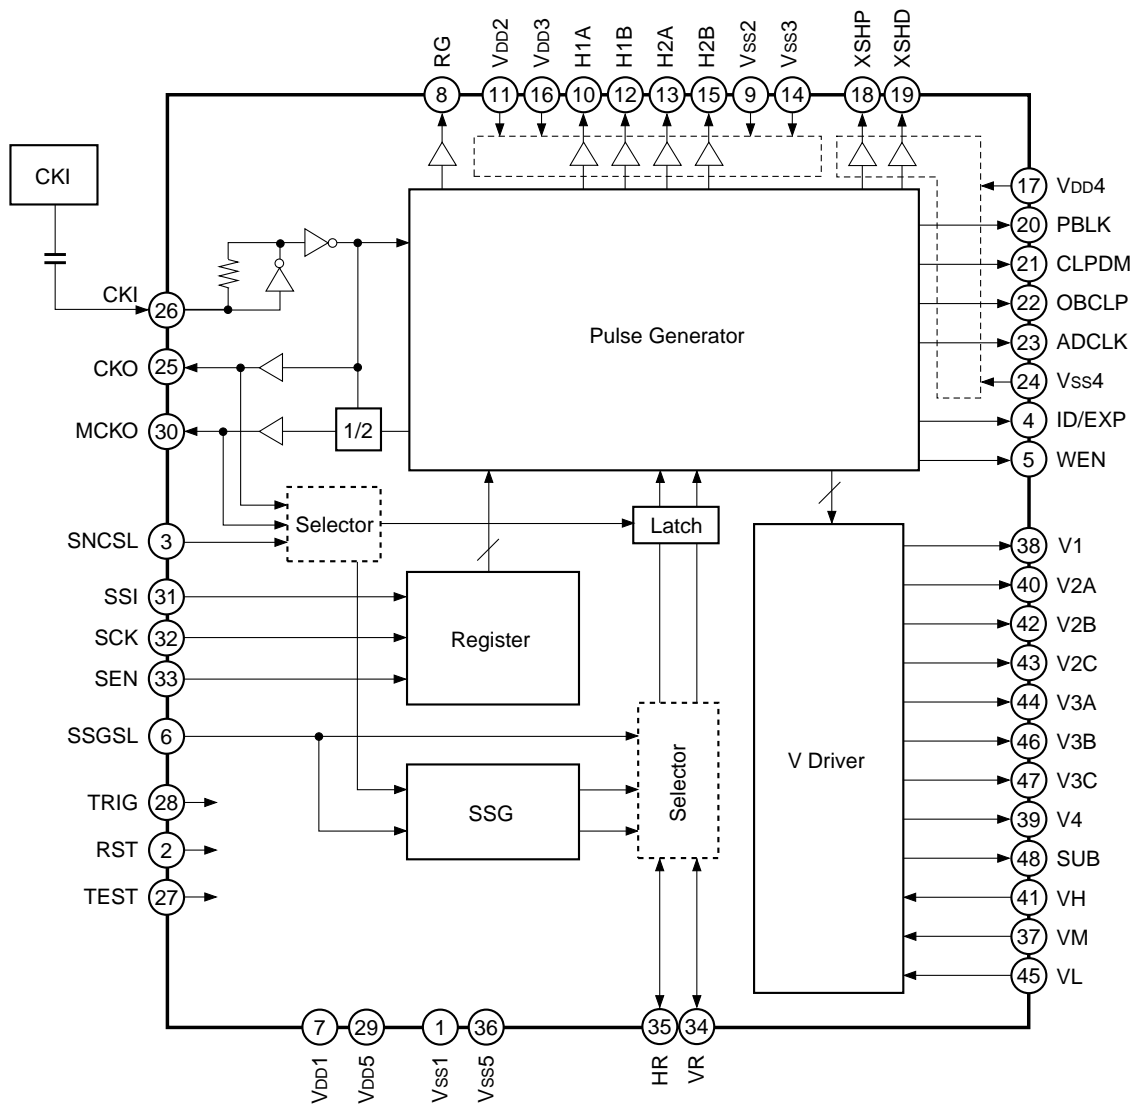 RG
VDD2
VDD3
H1A
H1B
H2A
H2B
VSS2
VSS3
XSHP
XSHD
8
11
16
10
12
13
15
9
14
18
19
CKI
17 VDD4
20 PBLK
21 CLPDM
22 OBCLP
23 ADCLK
24 VSS4
4 ID/EXP
5 WEN
CKI 26
CKO 25
MCKO 30
1/2
Pulse Generator
Selector
Latch
SNCSL 3
SSI 31
SCK 32
SEN 33
Register
SSGSL 6
SSG
Selector
V Driver
TRIG 28
RST 2
TEST 27
38 V1
40 V2A
42 V2B
43 V2C
44 V3A
46 V3B
47 V3C
39 V4
48 SUB
41 VH
37 VM
45 VL
7
29
1
36
35
34
VDD1
VDD5
VSS1
VSS5
HR
VR